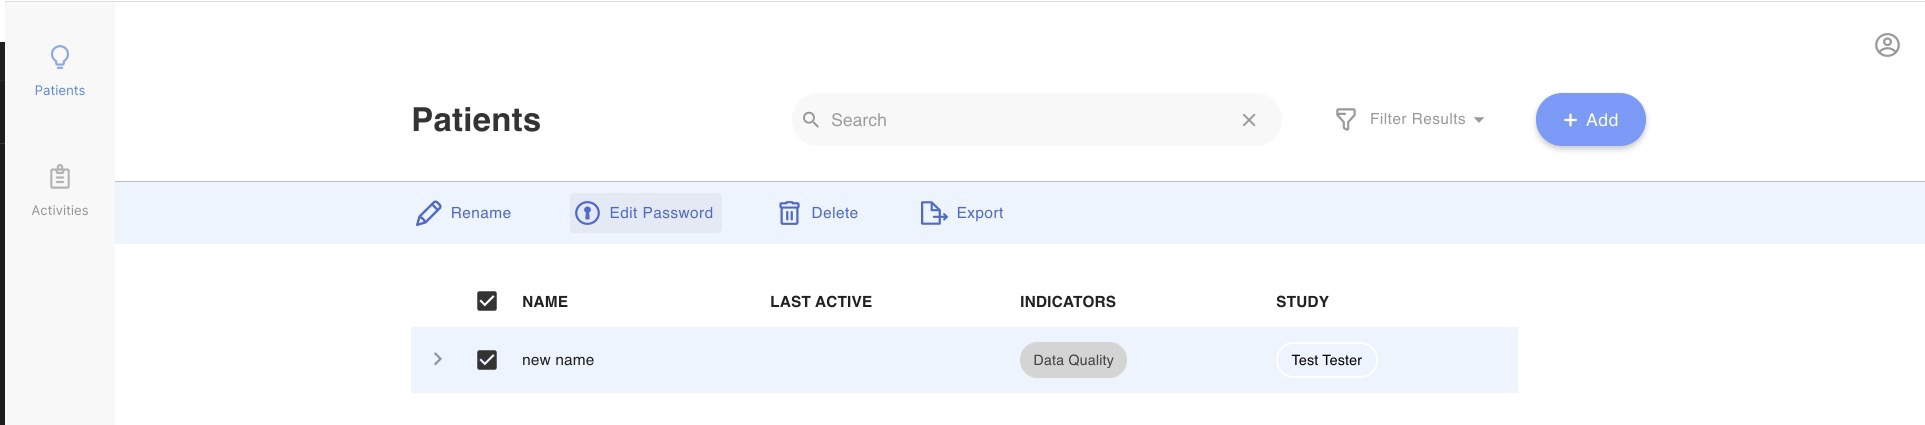 Patients
Activities
Patients
Search
Filter Results
+ Add
Rename
Edit Password
Delete
Export
NAME LAST ACTIVE INDICATORS STUDY
new name Data Quality Test Tester